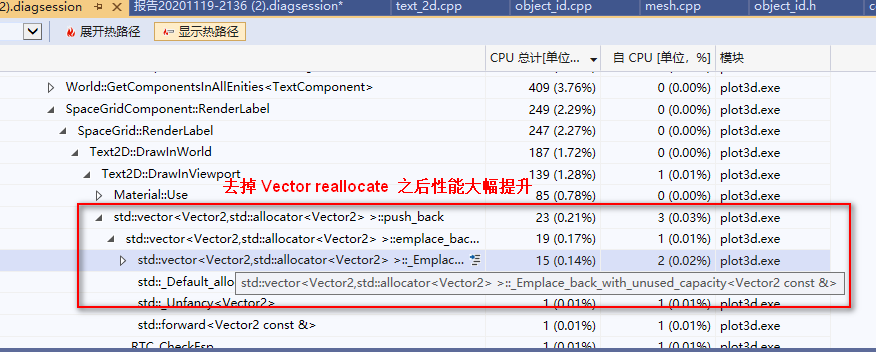 2).diagsession
报告20201119-2136 (2).diagsession*
text_2d.cpp
object_id.cpp
mesh.cpp
object_id.h
展开热路径
显示热路径
CPU 总计[单位...
自 CPU [单位，%]
模块
World::GetComponentsInAllEnities<TextComponent>
409 (3.76%)
0 (0.00%)
plot3d.exe
SpaceGridComponent::RenderLabel
249 (2.29%)
0 (0.00%)
plot3d.exe
SpaceGrid::RenderLabel
247 (2.27%)
0 (0.00%)
plot3d.exe
Text2D::DrawInWorld
187 (1.72%)
0 (0.00%)
plot3d.exe
Text2D::DrawInViewport
139 (1.28%)
1 (0.01%)
plot3d.exe
去掉 Vector reallocate 之后性能大幅提升
Material::Use
85 (0.78%)
0 (0.00%)
plot3d.exe
std::vector<Vector2,std::allocator<Vector2> >::push_back
23 (0.21%)
3 (0.03%)
plot3d.exe
std::vector<Vector2,std::allocator<Vector2> >::emplace_bac...
19 (0.17%)
1 (0.01%)
plot3d.exe
std::vector<Vector2,std::allocator<Vector2> >::_Emplac...
15 (0.14%)
2 (0.02%)
plot3d.exe
std::_Default_allo
std::vector<Vector2,std::allocator<Vector2> >::_Emplace_back_with_unused_capacity<Vector2 const &>
std::_Unfancy<Vector2>
1 (0.01%)
1 (0.01%)
plot3d.exe
std::forward<Vector2 const &>
1 (0.01%)
1 (0.01%)
plot3d.exe
RTC_CheckEsp
1 (0.01%)
1 (0.01%)
plot3d.exe